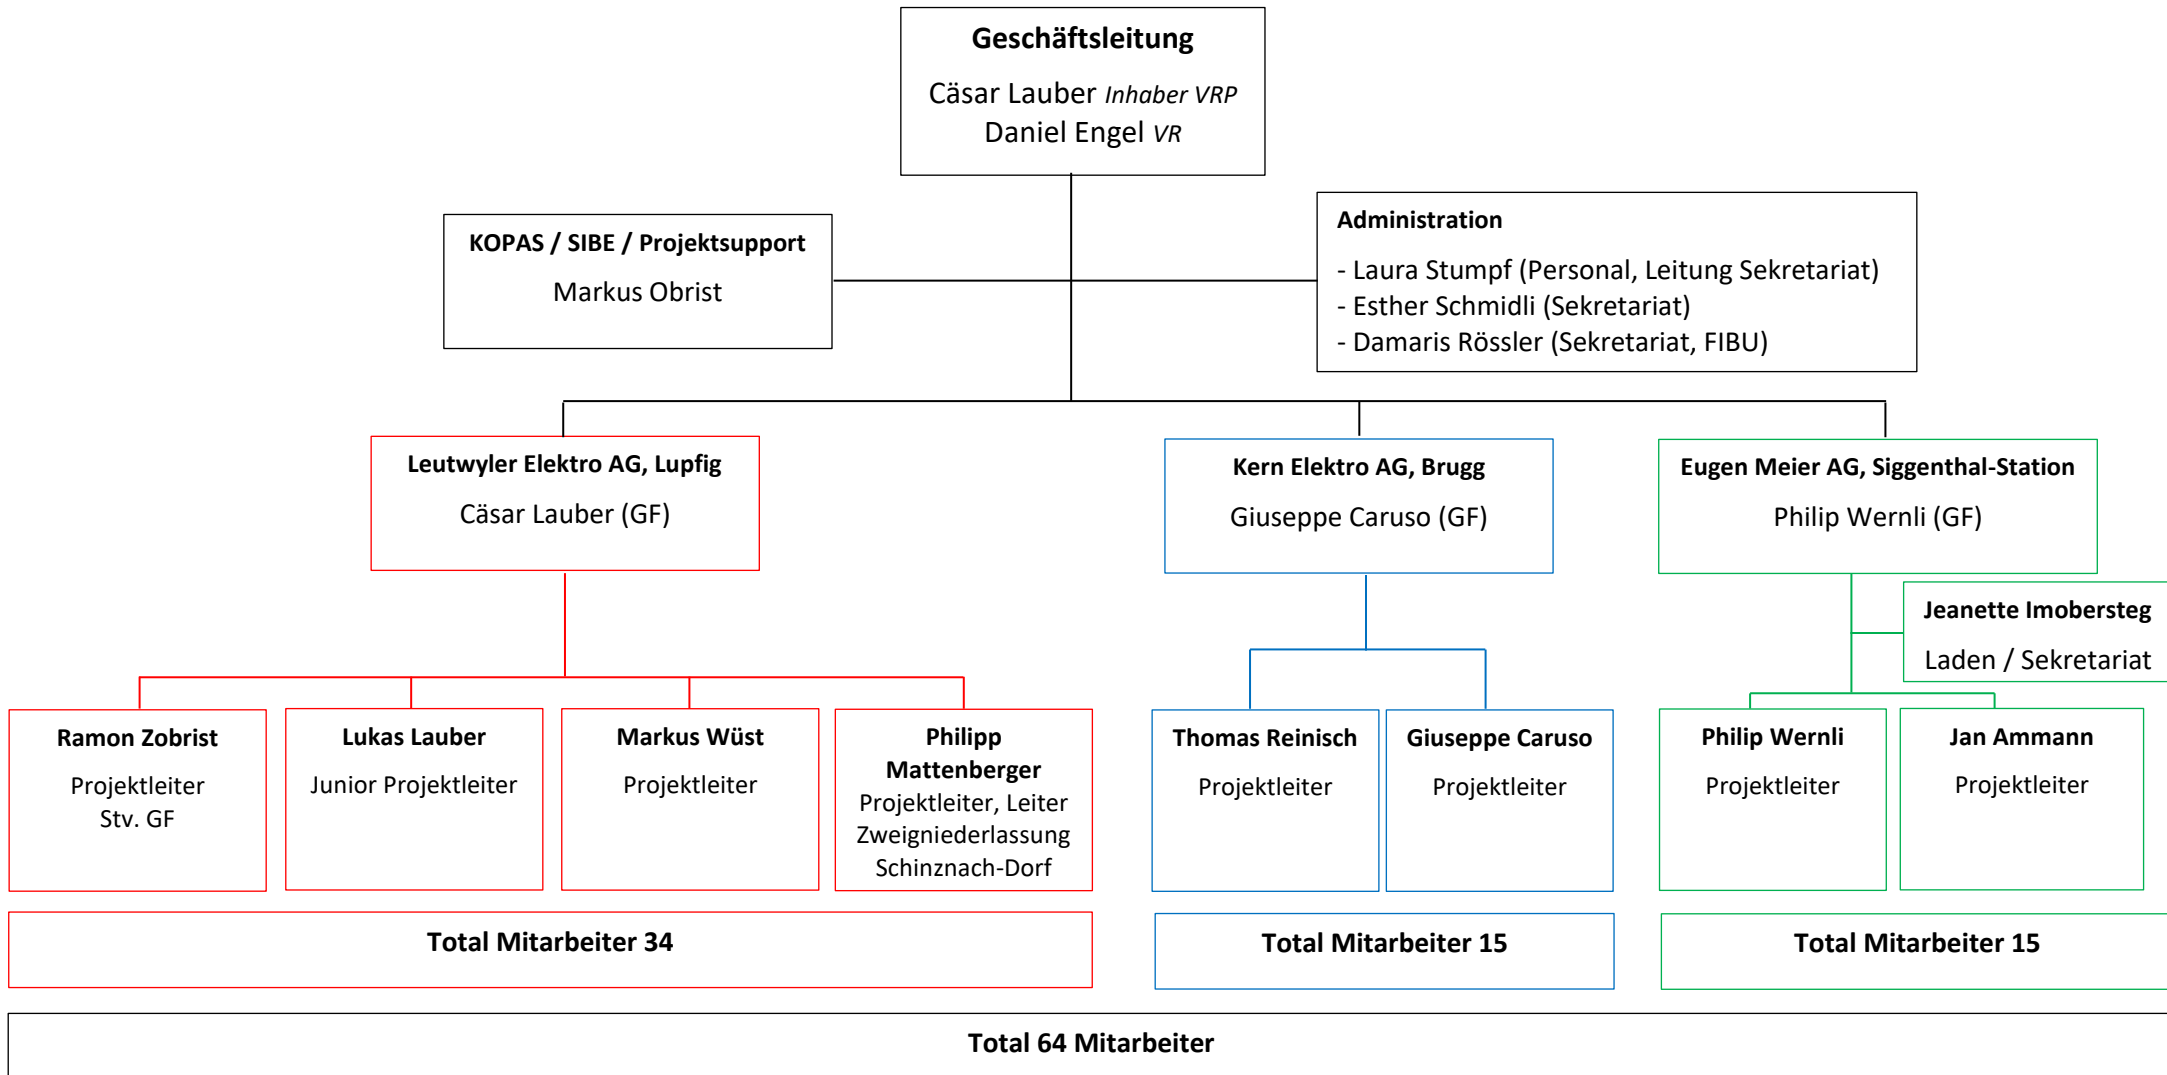 Geschäftsleitung
Cäsar Lauber Inhaber VRP
Daniel Engel VR
KOPAS / SIBE / Projektsupport
Markus Obrist
Administration
- Laura Stumpf (Personal, Leitung Sekretariat)
- Esther Schmidli (Sekretariat)
- Damaris Rössler (Sekretariat, FIBU)
Leutwyler Elektro AG, Lupfig
Cäsar Lauber (GF)
Kern Elektro AG, Brugg
Giuseppe Caruso (GF)
Eugen Meier AG, Siggenthal-Station
Philip Wernli (GF)
Jeanette Imobersteg
Laden / Sekretariat
Ramon Zobrist
Projektleiter
Stv. GF
Lukas Lauber
Junior Projektleiter
Markus Wüst
Projektleiter
Philipp
Mattenberger
Projektleiter, Leiter
Zweigniederlassung
Schinznach-Dorf
Thomas Reinisch
Projektleiter
Giuseppe Caruso
Projektleiter
Philip Wernli
Projektleiter
Jan Ammann
Projektleiter
Total Mitarbeiter 34
Total Mitarbeiter 15
Total Mitarbeiter 15
Total 64 Mitarbeiter